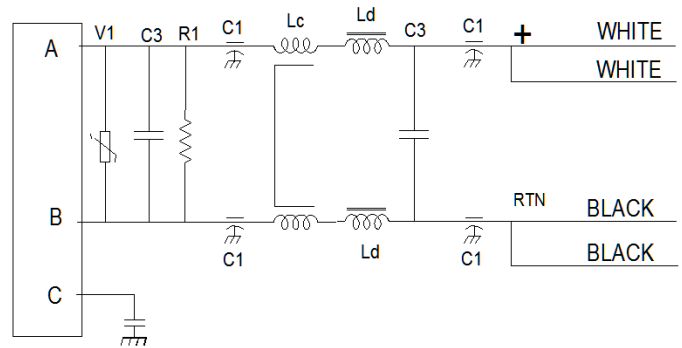 A V1 C3 R1 C1 Lc Ld C3 C1 + WHITE
WHITE
B C1 Ld C1 RTN BLACK
BLACK
C